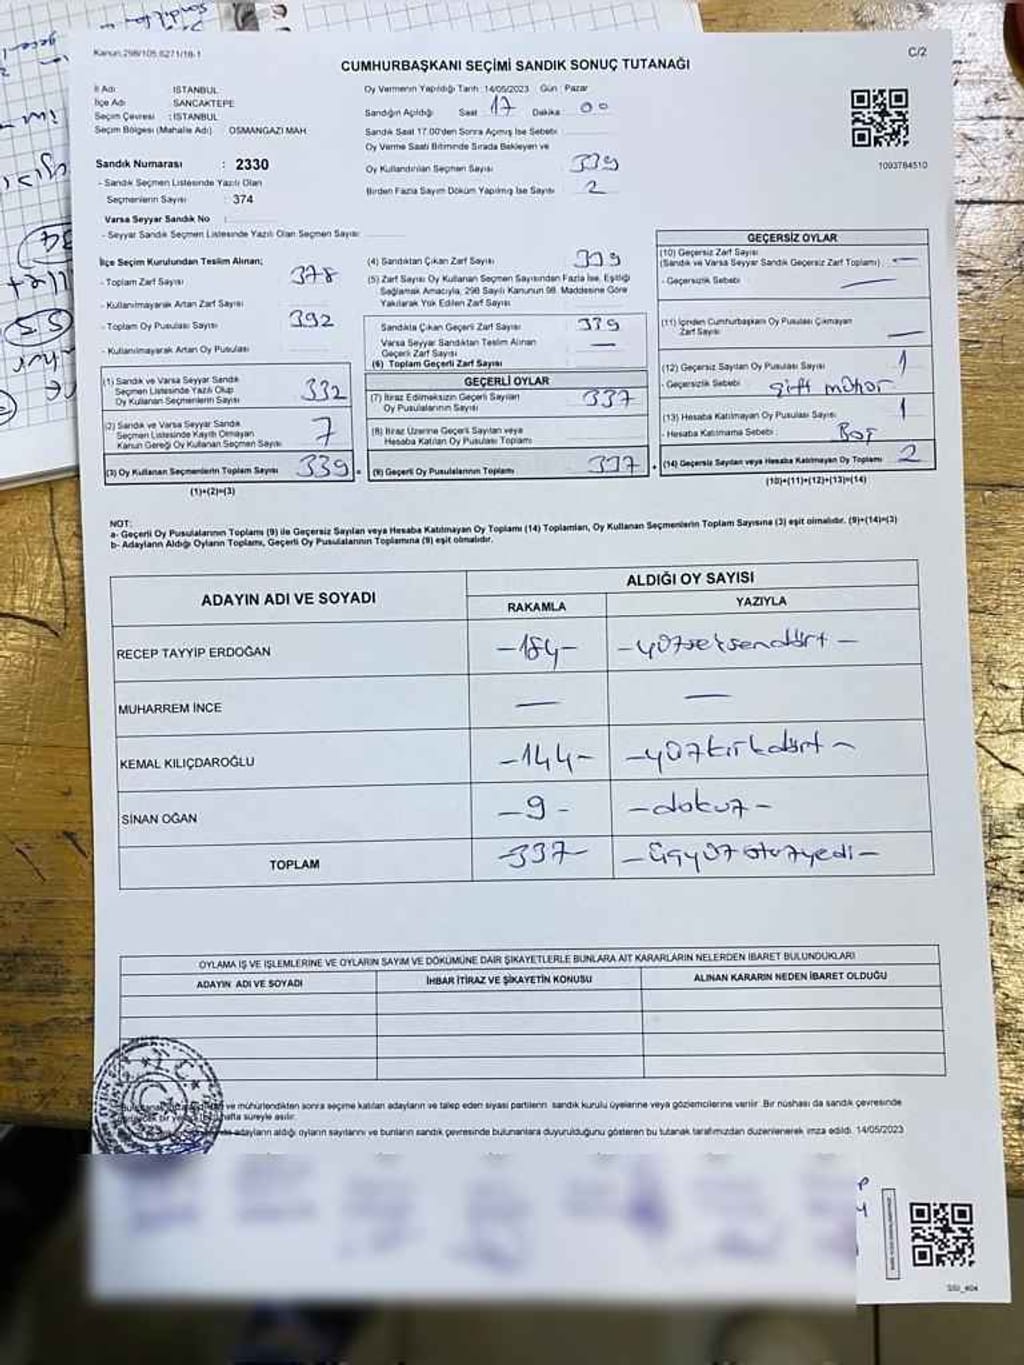 Kanun.298/105.6271/18-1
C/2
CUMHURBAŞKANI SEÇİMİ SANDIK SONUÇ TUTANAĞI
İl Adı İSTANBUL
İlçe Adı SANCAKTEPE
Seçim Çevresi : İSTANBUL
Seçim Bölgesi (Mahalle Adı) OSMANGAZİ MAH.
Sandık Numarası : 2330
- Sandık Seçmen Listesinde Yazılı Olan
Seçmenlerin Sayısı : 374
Varsa Seyyar Sandık No :
- Seyyar Sandık Seçmen Listesinde Yazılı Olan Seçmen Sayısı
Oy Vermenin Yapıldığı Tarih : 14/05/2023 Gün : Pazar
Sandığın Açıldığı Saat 17 Dakika 00
Sandık Saat 17.00'den Sonra Açılmış İse Sebebi
Oy Verme Saati Bitiminde Sırada Bekleyen ve
Oy Kullandırılan Seçmen Sayısı 339
Birden Fazla Sayım Döküm Yapılmış İse Sayısı 2
1093784510
İlçe Seçim Kurulundan Teslim Alınan;
- Toplam Zarf Sayısı 378
- Kullanılmayarak Artan Zarf Sayısı
- Toplam Oy Pusulası Sayısı 392
- Kullanılmayarak Artan Oy Pusulası
(1) Sandık ve Varsa Seyyar Sandık
Seçmen Listesinde Yazılı Olup
Oy Kullanan Seçmenlerin Sayısı 332
(2) Sandık ve Varsa Seyyar Sandık
Seçmen Listesinde Kayıtlı Olmayan
Kanun Gereği Oy Kullanan Seçmen Sayısı 7
(3) Oy Kullanan Seçmenlerin Toplam Sayısı 339 =
(1)+(2)=(3)
(4) Sandıktan Çıkan Zarf Sayısı 339
(5) Zarf Sayısı Oy Kullanan Seçmen Sayısından Fazla İse, Eşitliği
Sağlamak Amacıyla, 298 Sayılı Kanunun 98. Maddesine Göre
Yakılarak Yok Edilen Zarf Sayısı
Sandıkta Çıkan Geçerli Zarf Sayısı 339
Varsa Seyyar Sandıktan Teslim Alınan
Geçerli Zarf Sayısı —
(6) Toplam Geçerli Zarf Sayısı
GEÇERLİ OYLAR
(7) İtiraz Edilmeksizin Geçerli Sayılan
Oy Pusulalarının Sayısı 337
(8) İtiraz Üzerine Geçerli Sayılan veya
Hesaba Katılan Oy Pusulası Toplamı
(9) Geçerli Oy Pusulalarının Toplamı 337 +
GEÇERSİZ OYLAR
(10) Geçersiz Zarf Sayısı
(Sandık ve Varsa Seyyar Sandık Geçersiz Zarf Toplamı) —
- Geçersizlik Sebebi —
(11) İçinden Cumhurbaşkanı Oy Pusulası Çıkmayan
Zarf Sayısı —
(12) Geçersiz Sayılan Oy Pusulası Sayısı 1
- Geçersizlik Sebebi çift mühür
(13) Hesaba Katılmayan Oy Pusulası Sayısı 1
- Hesaba Katılmama Sebebi : Boş
(14) Geçersiz Sayılan veya Hesaba Katılmayan Oy Toplamı 2
(10)+(11)+(12)+(13)=(14)
NOT:
a- Geçerli Oy Pusulalarının Toplamı (9) ile Geçersiz Sayılan veya Hesaba Katılmayan Oy Toplamı (14) Toplamları, Oy Kullanan Seçmenlerin Toplam Sayısına (3) eşit olmalıdır. (9)+(14)=(3)
b- Adayların Aldığı Oyların Toplamı, Geçerli Oy Pusulalarının Toplamına (9) eşit olmalıdır.
ADAYIN ADI VE SOYADI
ALDIĞI OY SAYISI
RAKAMLA YAZIYLA
RECEP TAYYİP ERDOĞAN -184- -yüzseksendört-
MUHARREM İNCE — —
KEMAL KILIÇDAROĞLU -144- -yüzkırkdört-
SİNAN OĞAN -9- -dokuz-
TOPLAM -337- -üçyüzotuzyedi-
OYLAMA İŞ VE İŞLEMLERİNE VE OYLARIN SAYIM VE DÖKÜMÜNE DAİR ŞİKAYETLERLE BUNLARA AİT KARARLARIN NELERDEN İBARET BULUNDUKLARI
ADAYIN ADI VE SOYADI İHBAR İTİRAZ VE ŞİKAYETİN KONUSU ALINAN KARARIN NEDEN İBARET OLDUĞU
ve mühürlendikten sonra seçime katılan adayların ve talep eden siyasi partilerin sandık kurulu üyelerine veya gözlemcilerine verilir. Bir nüshası da sandık çevresinde
hafta süreyle asılır.
adayların aldığı oyların sayılarını ve bunların sandık çevresinde bulunanlara duyurulduğunu gösteren bu tutanak tarafımızdan düzenlenerek imza edildi. 14/05/2023